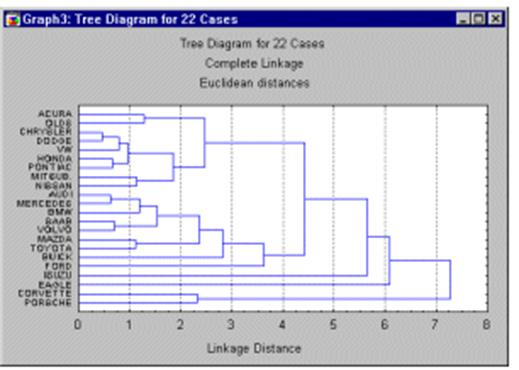 Graph3: Tree Diagram for 22 Cases
Tree Diagram for 22 Cases
Complete Linkage
Euclidean distances
ACURA
OLDS
CHRYSLER
DODGE
VW
HONDA
PONTIAC
MITSUB.
NISSAN
AUDI
MERCEDES
BMW
SAAB
VOLVO
MAZDA
TOYOTA
BUICK
FORD
ISUZU
EAGLE
CORVETTE
PORSCHE
0 1 2 3 4 5 6 7 8
Linkage Distance